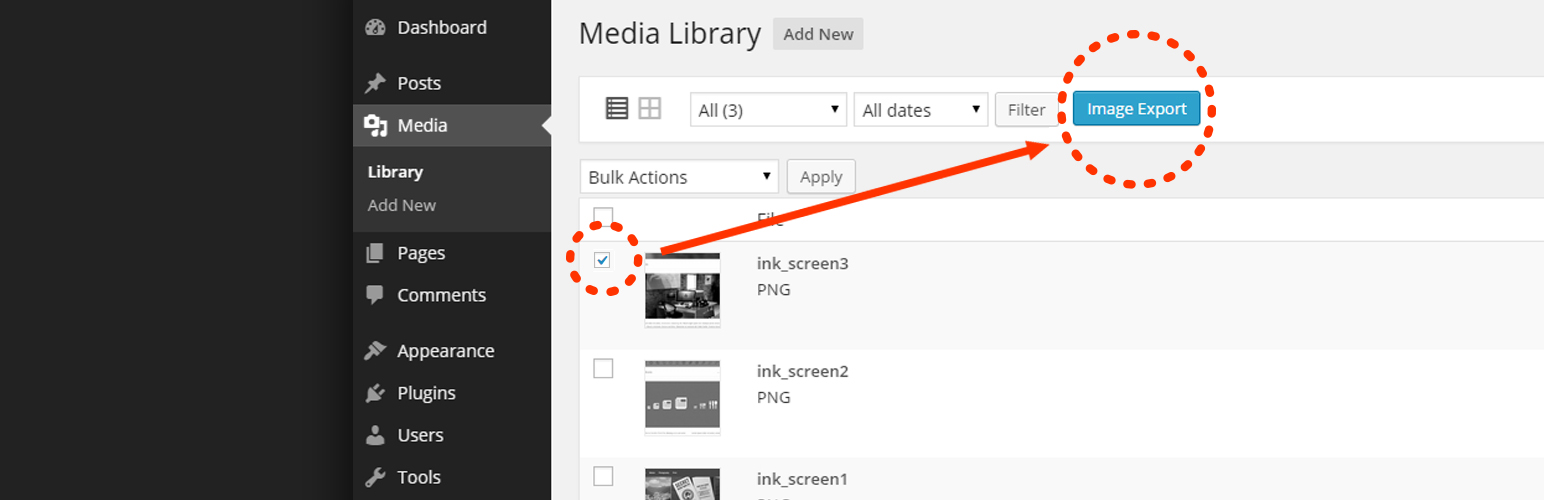 Dashboard
Posts
Media
Library
Add New
Pages
Comments
Appearance
Plugins
Users
Tools
Media Library Add New
All (3) All dates Filter Image Export
Bulk Actions Apply
File
ink_screen3
PNG
ink_screen2
PNG
ink_screen1
PNG